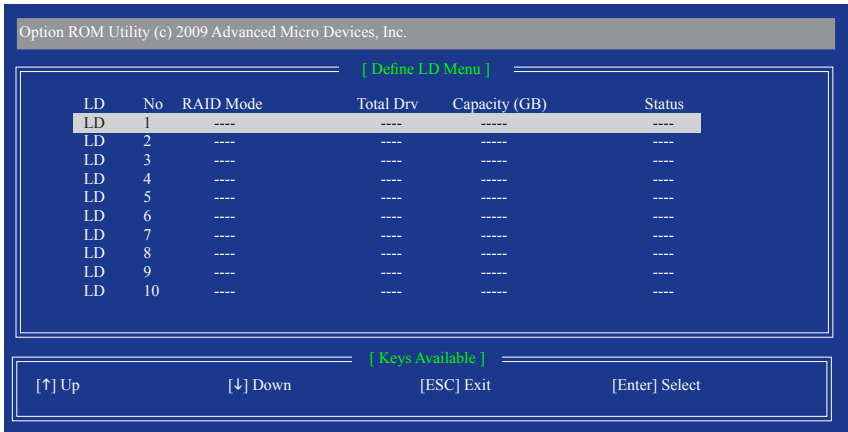 Option ROM Utility (c) 2009 Advanced Micro Devices, Inc.
[ Define LD Menu ]
LD No RAID Mode Total Drv Capacity (GB) Status
LD 1 ---- ---- ----- ----
LD 2 ---- ---- ----- ----
LD 3 ---- ---- ----- ----
LD 4 ---- ---- ----- ----
LD 5 ---- ---- ----- ----
LD 6 ---- ---- ----- ----
LD 7 ---- ---- ----- ----
LD 8 ---- ---- ----- ----
LD 9 ---- ---- ----- ----
LD 10 ---- ---- ----- ----
[ Keys Available ]
[↑] Up [↓] Down [ESC] Exit [Enter] Select